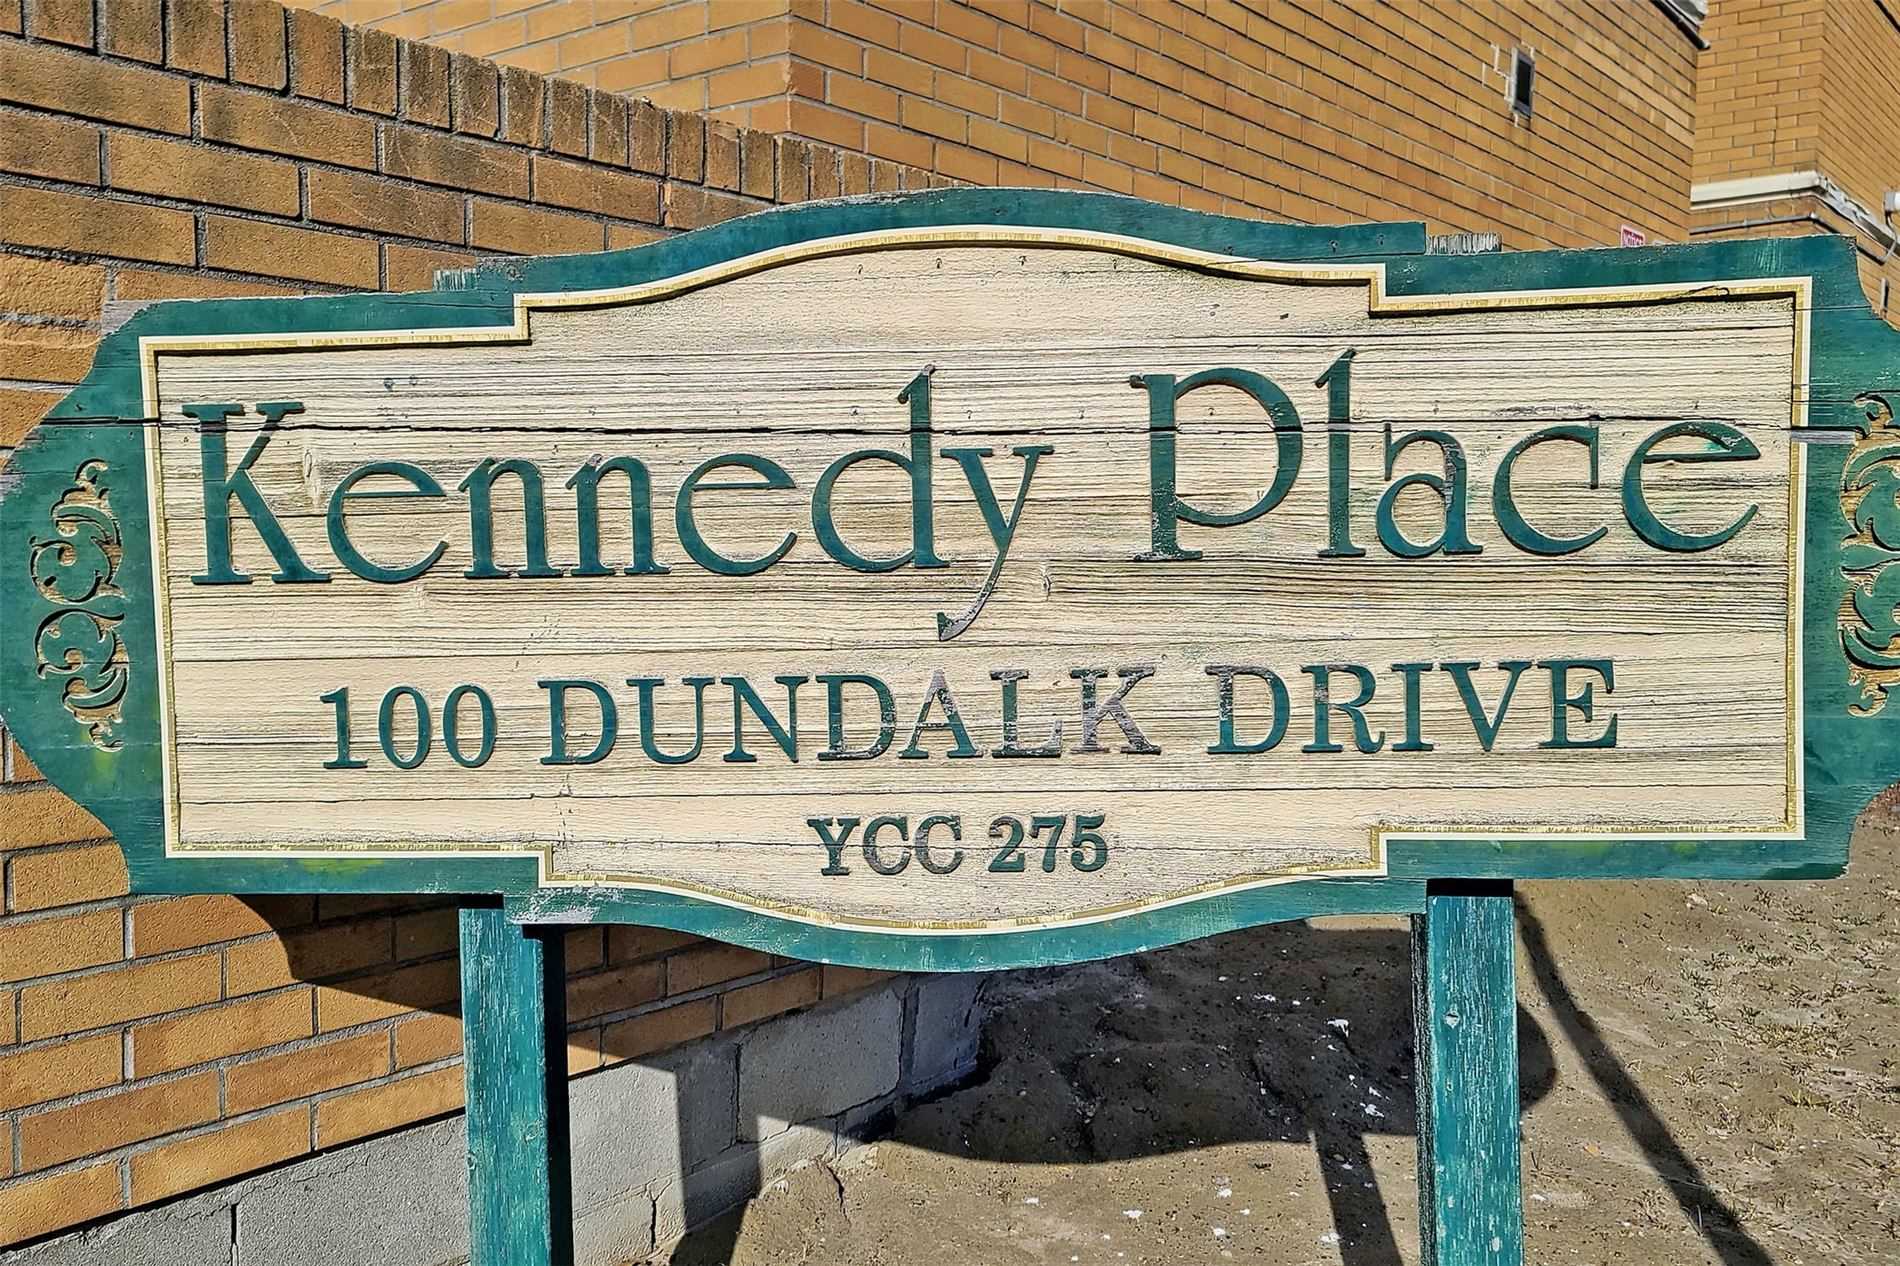 Kennedy Place
100 DUNDALK DRIVE
YCC 275